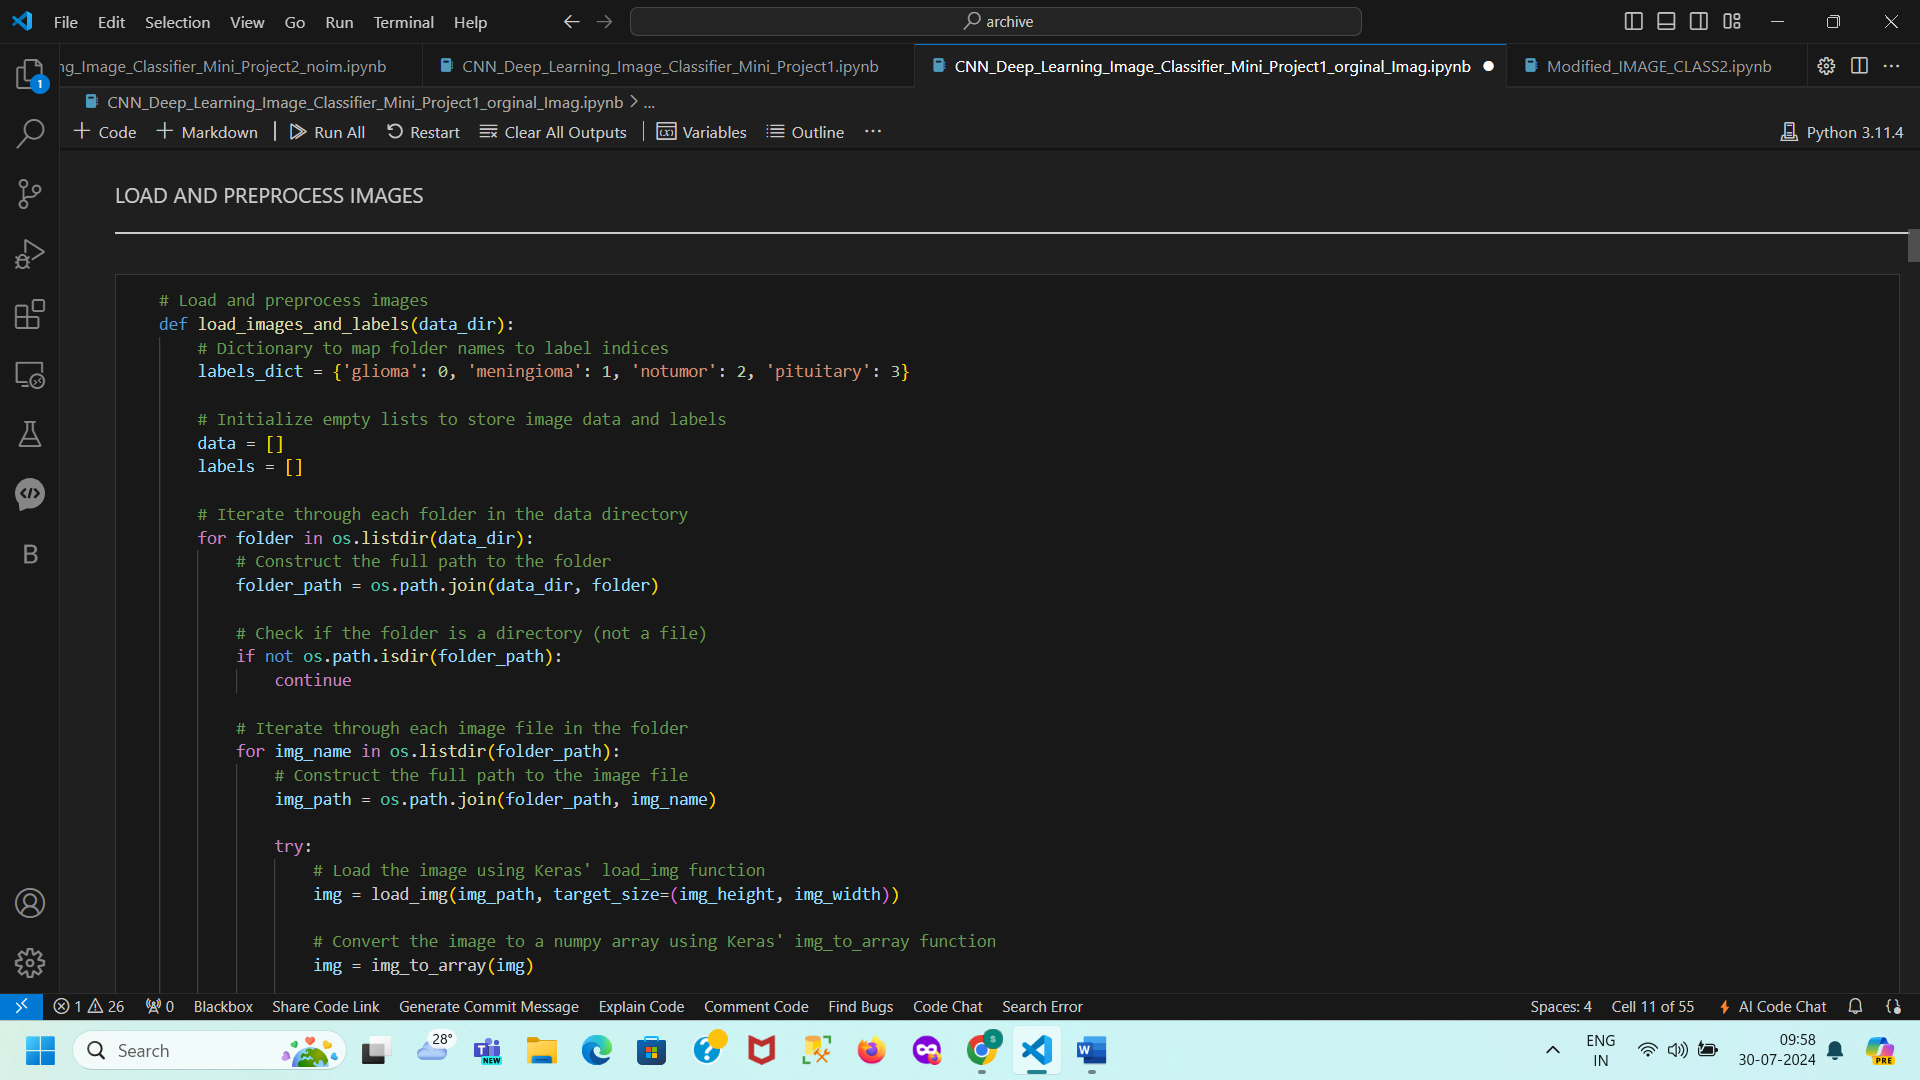 File Edit Selection View Go Run Terminal Help
archive
ng_Image_Classifier_Mini_Project2_noim.ipynb
CNN_Deep_Learning_Image_Classifier_Mini_Project1.ipynb
CNN_Deep_Learning_Image_Classifier_Mini_Project1_orginal_Imag.ipynb
Modified_IMAGE_CLASS2.ipynb
1
CNN_Deep_Learning_Image_Classifier_Mini_Project1_orginal_Imag.ipynb > ...
+ Code + Markdown | Run All Restart Clear All Outputs | Variables Outline ...
Python 3.11.4
LOAD AND PREPROCESS IMAGES
# Load and preprocess images
def load_images_and_labels(data_dir):
# Dictionary to map folder names to label indices
labels_dict = {'glioma': 0, 'meningioma': 1, 'notumor': 2, 'pituitary': 3}
# Initialize empty lists to store image data and labels
data = []
labels = []
# Iterate through each folder in the data directory
for folder in os.listdir(data_dir):
# Construct the full path to the folder
folder_path = os.path.join(data_dir, folder)
# Check if the folder is a directory (not a file)
if not os.path.isdir(folder_path):
continue
# Iterate through each image file in the folder
for img_name in os.listdir(folder_path):
# Construct the full path to the image file
img_path = os.path.join(folder_path, img_name)
try:
# Load the image using Keras' load_img function
img = load_img(img_path, target_size=(img_height, img_width))
# Convert the image to a numpy array using Keras' img_to_array function
img = img_to_array(img)
B
1 26 0 Blackbox Share Code Link Generate Commit Message Explain Code Comment Code Find Bugs Code Chat Search Error
Spaces: 4 Cell 11 of 55 AI Code Chat
Search
28°
NEW
S
W
ENG
IN
09:58
30-07-2024
PRE